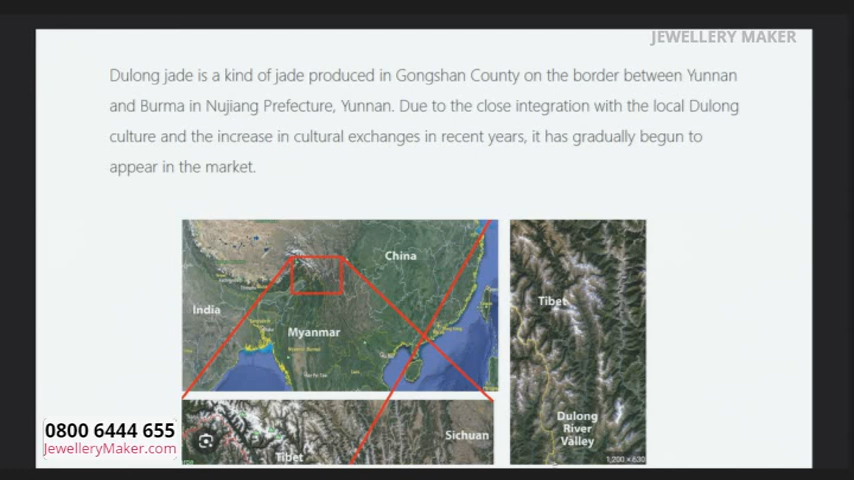 JEWELLERY MAKER
Dulong jade is a kind of jade produced in Gongshan County on the border between Yunnan
and Burma in Nujiang Prefecture, Yunnan. Due to the close integration with the local Dulong
culture and the increase in cultural exchanges in recent years, it has gradually begun to
appear in the market.
China
India
Myanmar
Tibet
Dulong
River
Valley
1,200 × 630
Sichuan
Tibet
0800 6444 655
JewelleryMaker.com